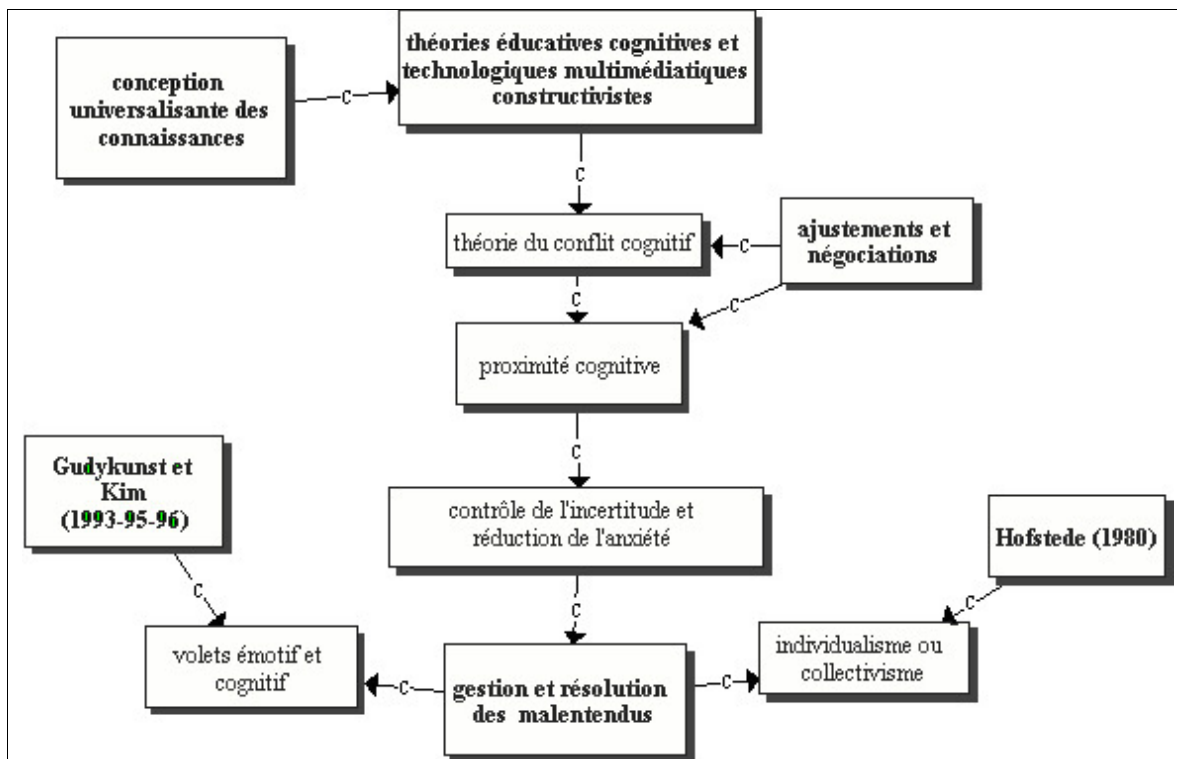 théories éducatives cognitives et
technologiques multimédiatiques
constructivistes
conception
universalisante des
connaissances
C
C
théorie du conflit cognitif
C
ajustements et
négociations
C
C
proximité cognitive
C
Gudykunst et
Kim
(1993-95-96)
contrôle de l'incertitude et
réduction de l'anxiété
Hofstede (1980)
C
C
C
volets émotif et
cognitif
C
gestion et résolution
des malentendus
C
individualisme ou
collectivisme